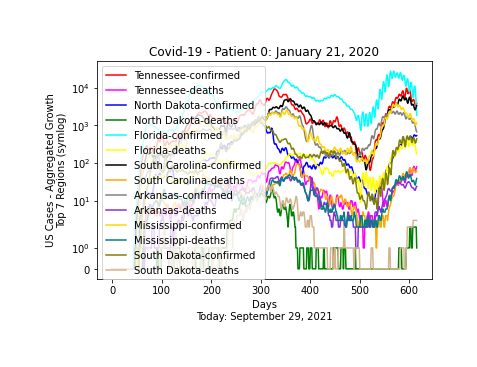 Covid-19 - Patient 0: January 21, 2020
US Cases - Aggregated Growth
Top 7 Regions (symlog)
10⁴
10³
10²
10¹
10⁰
0
Tennessee-confirmed
Tennessee-deaths
North Dakota-confirmed
North Dakota-deaths
Florida-confirmed
Florida-deaths
South Carolina-confirmed
South Carolina-deaths
Arkansas-confirmed
Arkansas-deaths
Mississippi-confirmed
Mississippi-deaths
South Dakota-confirmed
South Dakota-deaths
0 100 200 300 400 500 600
Days
Today: September 29, 2021